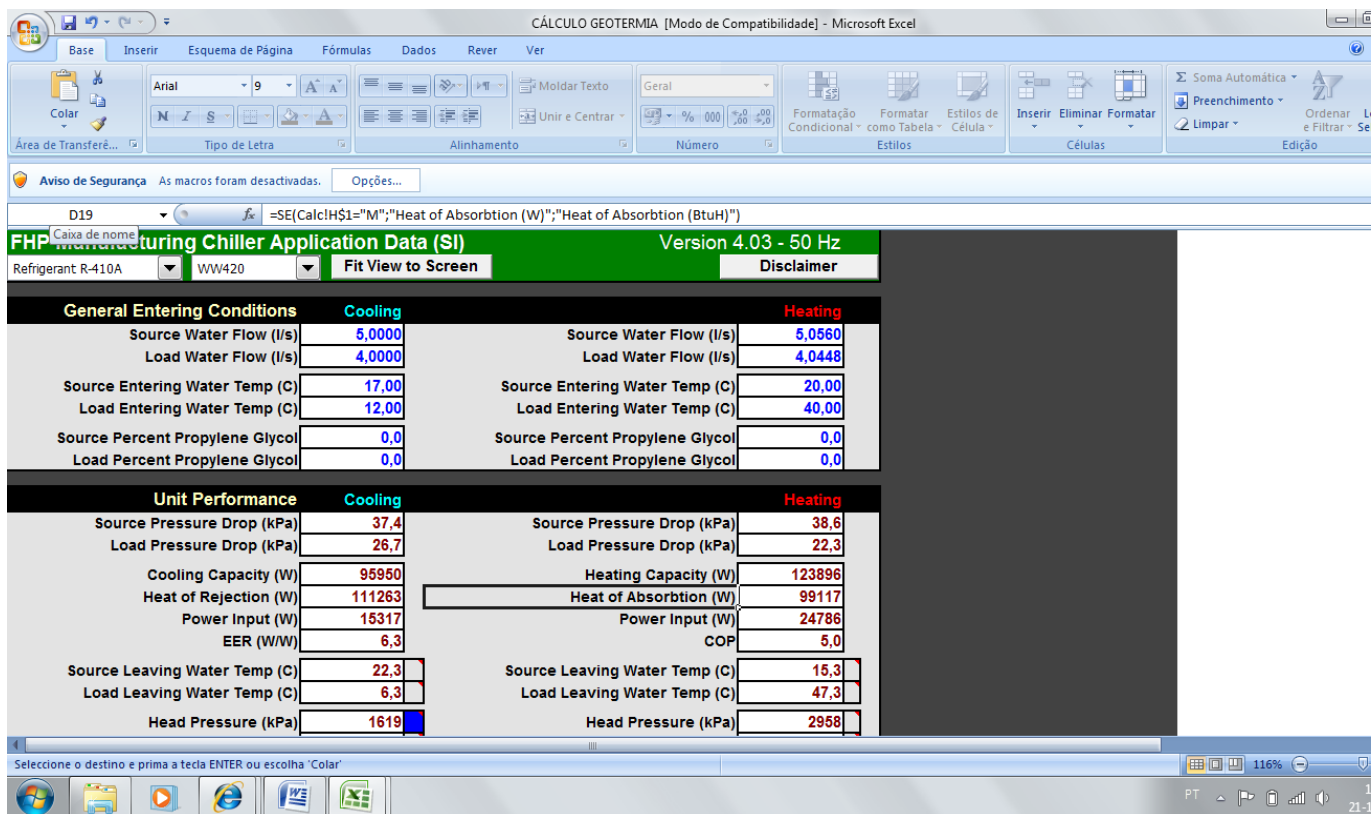 CÁLCULO GEOTERMIA [Modo de Compatibilidade] - Microsoft Excel
Base Inserir Esquema de Página Fórmulas Dados Rever Ver
Colar Arial 9 A A Moldar Texto Geral Formatação Condicional Formatar como Tabela Estilos de Célula Inserir Eliminar Formatar Σ Soma Automática
Preenchimento
N I S A Unir e Centrar % 000 Limpar Ordenar e Filtrar
Área de Transferê... Tipo de Letra Alinhamento Número Estilos Células Edição
Aviso de Segurança As macros foram desactivadas. Opções...
D19 fx =SE(Calc!H$1="M";"Heat of Absorbtion (W)";"Heat of Absorbtion (BtuH)")
Caixa de nome
FHP Manufacturing Chiller Application Data (SI) Version 4.03 - 50 Hz
Refrigerant R-410A WW420 Fit View to Screen Disclaimer
General Entering Conditions Cooling Heating
Source Water Flow (l/s) 5,0000 Source Water Flow (l/s) 5,0560
Load Water Flow (l/s) 4,0000 Load Water Flow (l/s) 4,0448
Source Entering Water Temp (C) 17,00 Source Entering Water Temp (C) 20,00
Load Entering Water Temp (C) 12,00 Load Entering Water Temp (C) 40,00
Source Percent Propylene Glycol 0,0 Source Percent Propylene Glycol 0,0
Load Percent Propylene Glycol 0,0 Load Percent Propylene Glycol 0,0
Unit Performance Cooling Heating
Source Pressure Drop (kPa) 37,4 Source Pressure Drop (kPa) 38,6
Load Pressure Drop (kPa) 26,7 Load Pressure Drop (kPa) 22,3
Cooling Capacity (W) 95950 Heating Capacity (W) 123896
Heat of Rejection (W) 111263 Heat of Absorbtion (W) 99117
Power Input (W) 15317 Power Input (W) 24786
EER (W/W) 6,3 COP 5,0
Source Leaving Water Temp (C) 22,3 Source Leaving Water Temp (C) 15,3
Load Leaving Water Temp (C) 6,3 Load Leaving Water Temp (C) 47,3
Head Pressure (kPa) 1619 Head Pressure (kPa) 2958
Seleccione o destino e prima a tecla ENTER ou escolha 'Colar' 116%
PT